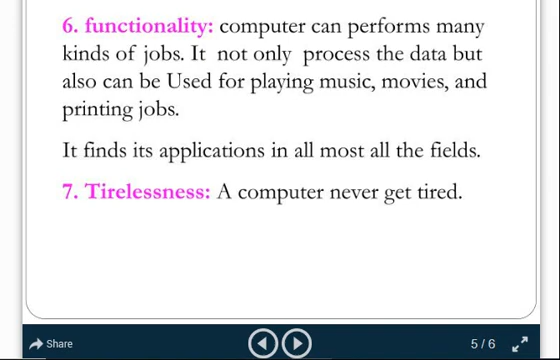 6. functionality: computer can performs many
kinds of jobs. It not only process the data but
also can be Used for playing music, movies, and
printing jobs.
It finds its applications in all most all the fields.
7. Tirelessness: A computer never get tired.
Share
5 / 6